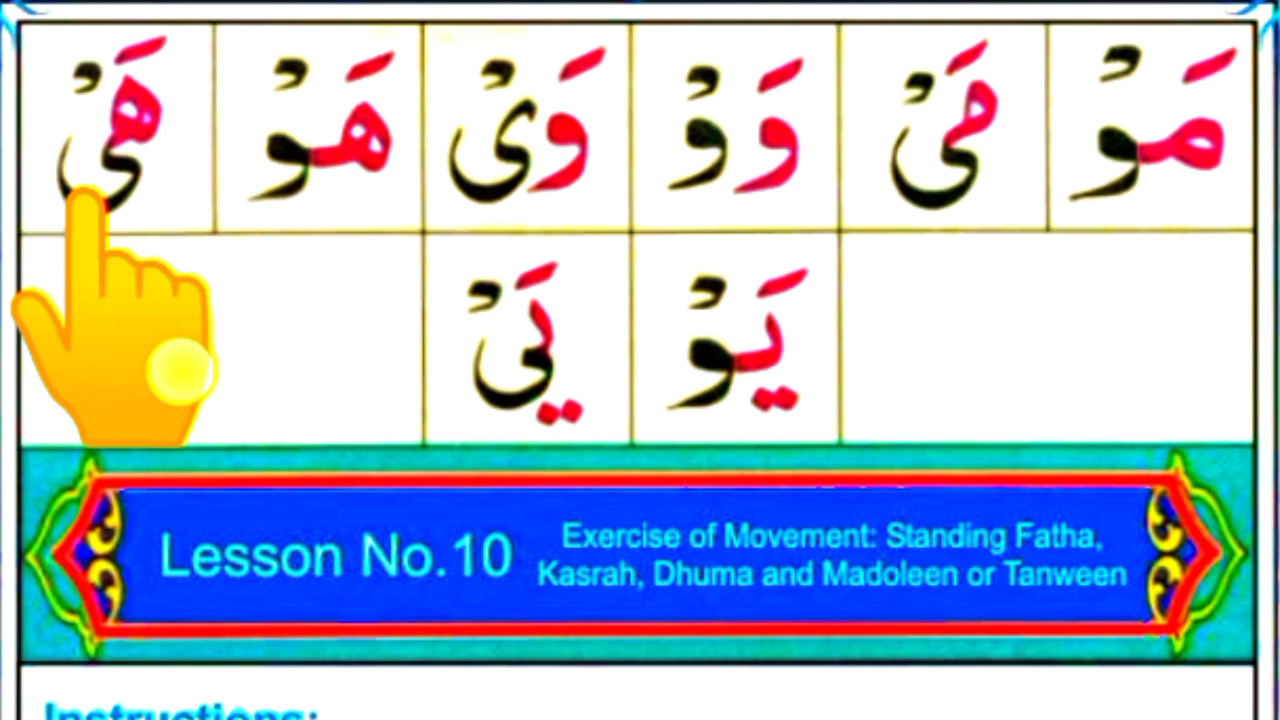 مَوْ مَىْ وَوْ وَىْ هَوْ هَىْ
يَوْ يَىْ
Lesson No.10
Exercise of Movement: Standing Fatha,
Kasrah, Dhuma and Madoleen or Tanween
Instructions: